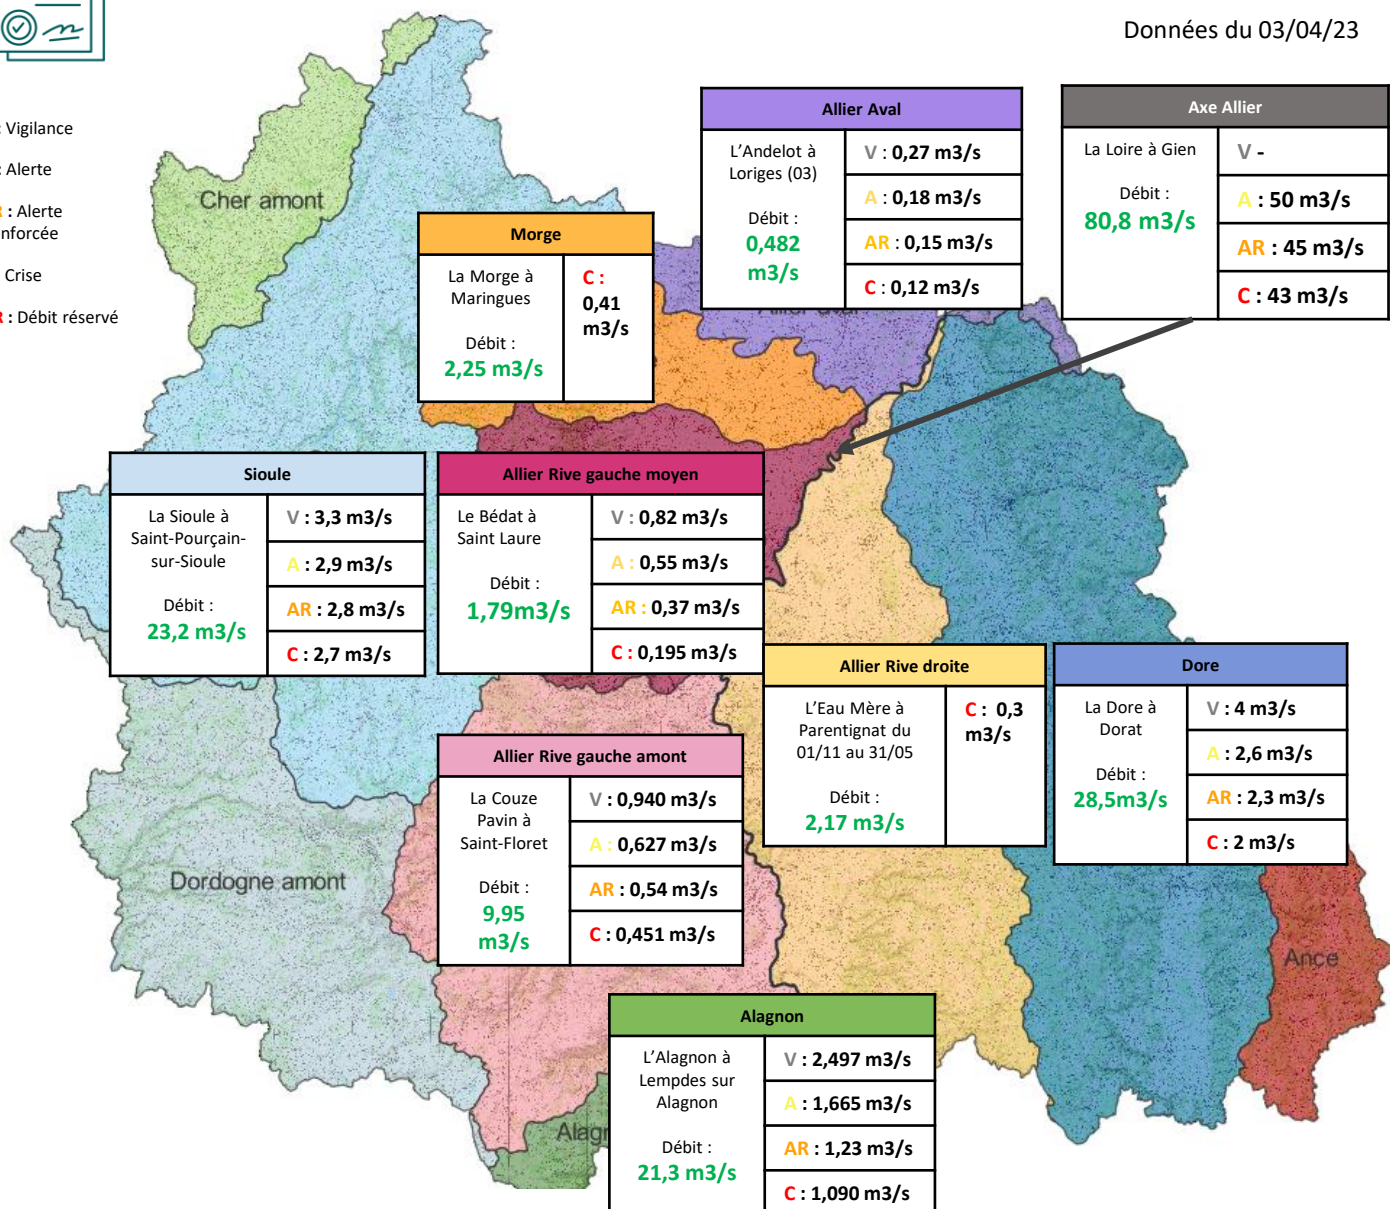 Données du 03/04/23
: Vigilance
: Alerte
R : Alerte
nforcée
Crise
R : Débit réservé
Cher amont
Allier Aval
L'Andelot à
Loriges (03)
Débit :
0,482
m3/s
V : 0,27 m3/s
A : 0,18 m3/s
AR : 0,15 m3/s
C : 0,12 m3/s
Axe Allier
La Loire à Gien
Débit :
80,8 m3/s
V -
A : 50 m3/s
AR : 45 m3/s
C : 43 m3/s
Morge
La Morge à
Maringues
Débit :
2,25 m3/s
C :
0,41
m3/s
Sioule
La Sioule à
Saint-Pourçain-
sur-Sioule
Débit :
23,2 m3/s
V : 3,3 m3/s
A : 2,9 m3/s
AR : 2,8 m3/s
C : 2,7 m3/s
Allier Rive gauche moyen
Le Bédat à
Saint Laure
Débit :
1,79m3/s
V : 0,82 m3/s
A : 0,55 m3/s
AR : 0,37 m3/s
C : 0,195 m3/s
Allier Rive droite
L'Eau Mère à
Parentignat du
01/11 au 31/05
Débit :
2,17 m3/s
C : 0,3
m3/s
Dore
La Dore à
Dorat
Débit :
28,5m3/s
V : 4 m3/s
A : 2,6 m3/s
AR : 2,3 m3/s
C : 2 m3/s
Allier Rive gauche amont
La Couze
Pavin à
Saint-Floret
Débit :
9,95
m3/s
V : 0,940 m3/s
A : 0,627 m3/s
AR : 0,54 m3/s
C : 0,451 m3/s
Dordogne amont
Ance
Alagnon
L'Alagnon à
Lempdes sur
Alagnon
Débit :
21,3 m3/s
V : 2,497 m3/s
A : 1,665 m3/s
AR : 1,23 m3/s
C : 1,090 m3/s
Alagn